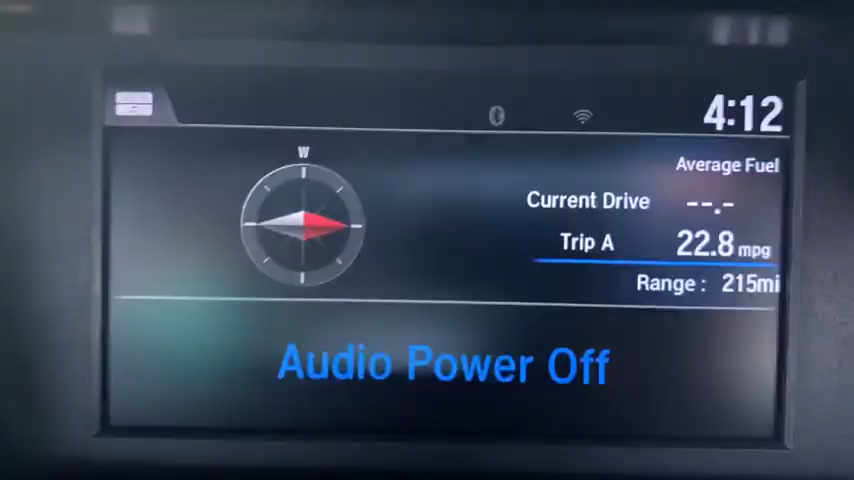 4:12
W
Average Fuel
Current Drive --.-
Trip A 22.8 mpg
Range : 215mi
Audio Power Off